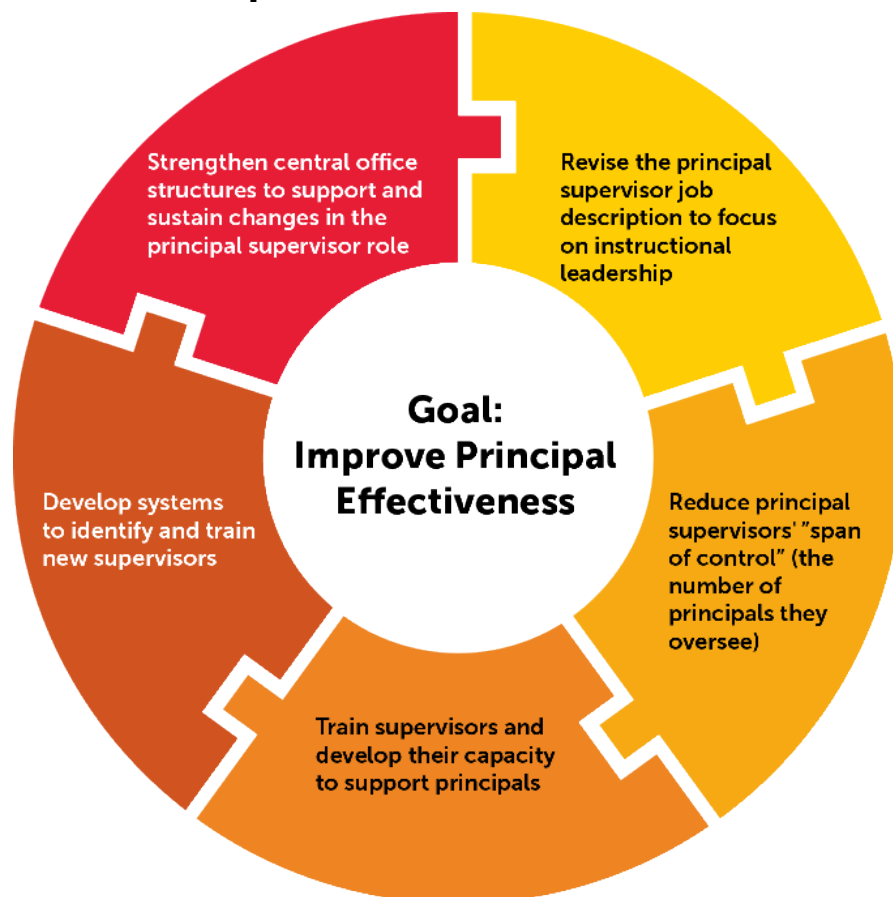 Strengthen central office
structures to support and
sustain changes in the
principal supervisor role
Revise the principal
supervisor job
description to focus
on instructional
leadership
Goal:
Improve Principal
Effectiveness
Develop systems
to identify and train
new supervisors
Reduce principal
supervisors' "span
of control" (the
number of
principals they
oversee)
Train supervisors and
develop their capacity
to support principals